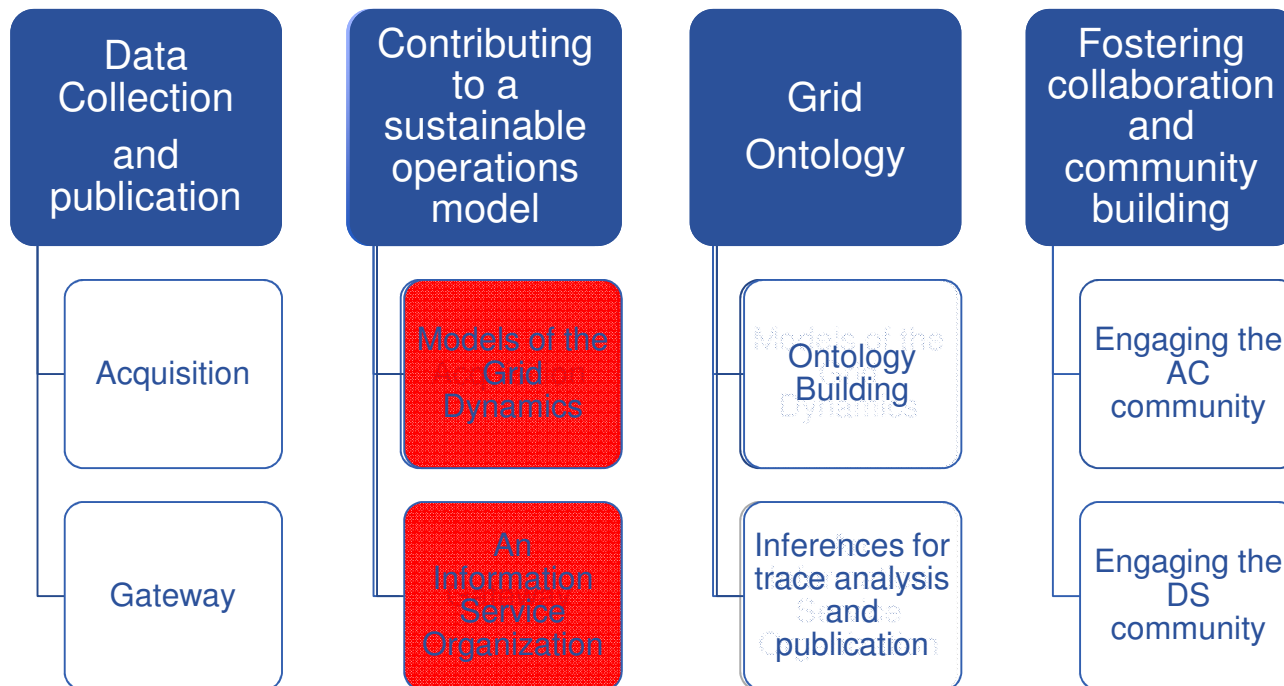 Data
Collection
and
publication
Acquisition
Gateway
Contributing
to a
sustainable
operations
model
Models of the
Grid
Dynamics
An
Information
Service
Organization
Grid
Ontology
Ontology
Building
Inferences for
trace analysis
and
publication
Fostering
collaboration
and
community
building
Engaging the
AC
community
Engaging the
DS
community